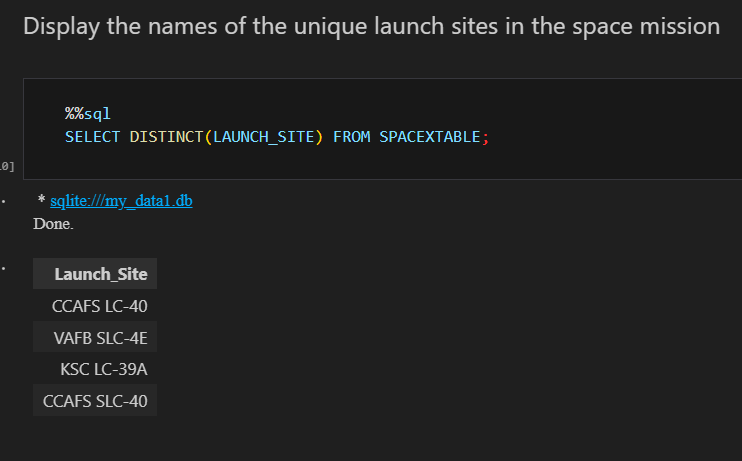 Display the names of the unique launch sites in the space mission
%%sql
SELECT DISTINCT(LAUNCH_SITE) FROM SPACEXTABLE;
0]
* sqlite:///my_data1.db
Done.
Launch_Site
CCAFS LC-40
VAFB SLC-4E
KSC LC-39A
CCAFS SLC-40